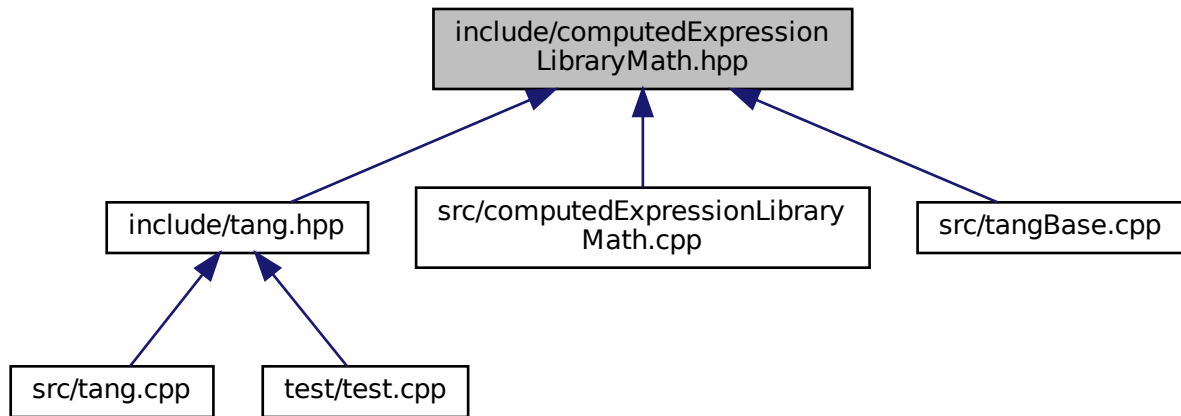 include/computedExpression
LibraryMath.hpp
include/tang.hpp
src/computedExpressionLibrary
Math.cpp
src/tangBase.cpp
src/tang.cpp
test/test.cpp